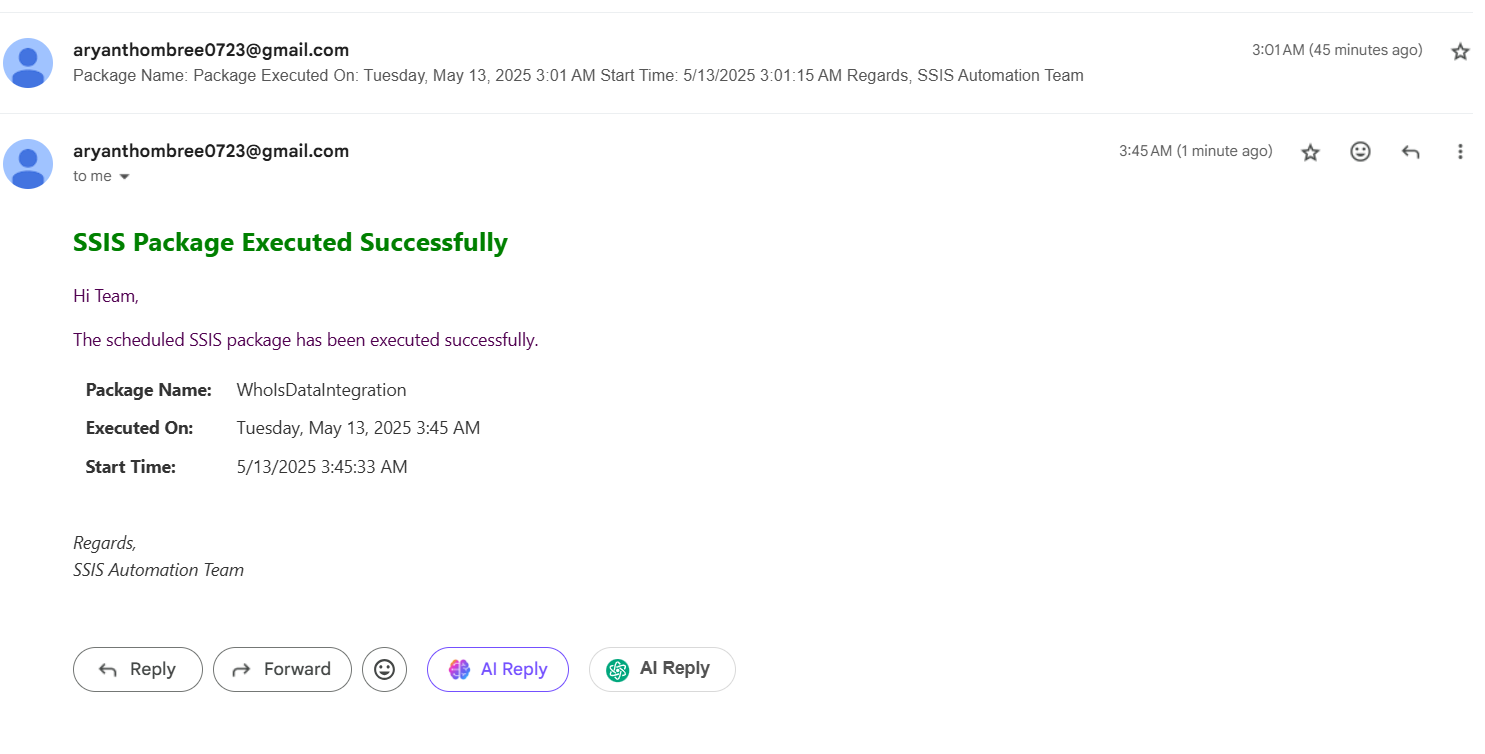 aryanthombree0723@gmail.com 3:01 AM (45 minutes ago)
Package Name: Package Executed On: Tuesday, May 13, 2025 3:01 AM Start Time: 5/13/2025 3:01:15 AM Regards, SSIS Automation Team
aryanthombree0723@gmail.com 3:45 AM (1 minute ago)
to me
SSIS Package Executed Successfully
Hi Team,
The scheduled SSIS package has been executed successfully.
Package Name: WhoIsDataIntegration
Executed On: Tuesday, May 13, 2025 3:45 AM
Start Time: 5/13/2025 3:45:33 AM
Regards,
SSIS Automation Team
Reply Forward AI Reply AI Reply